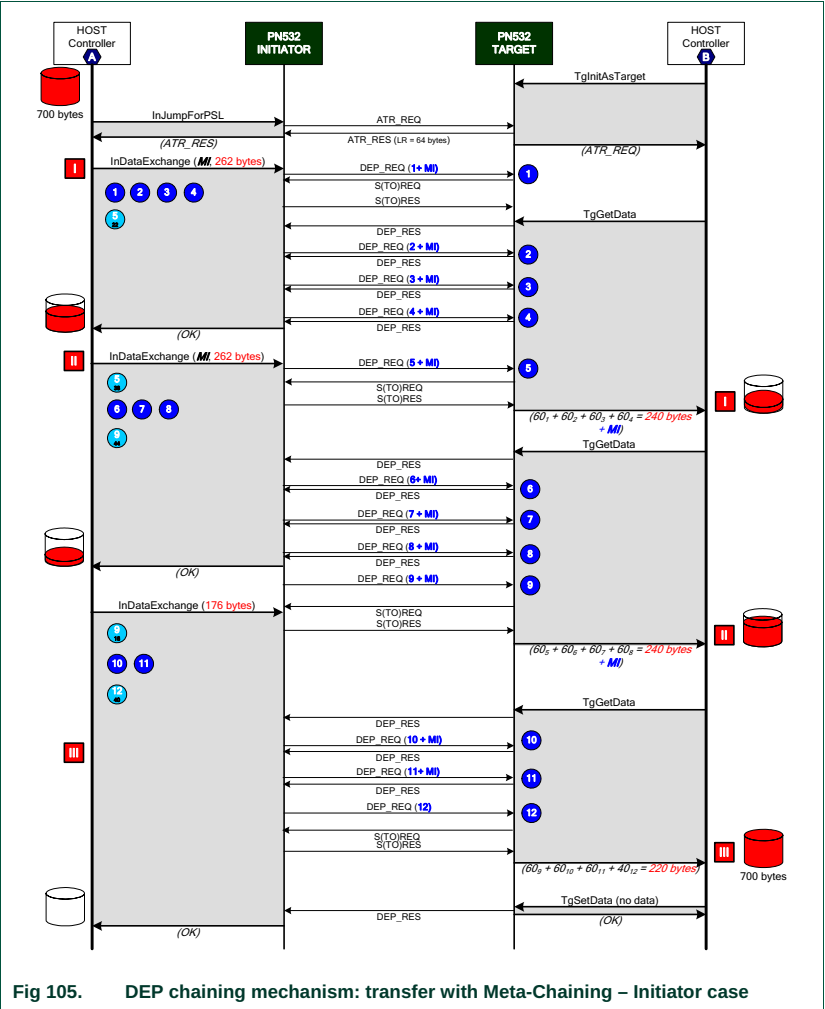 HOST
Controller
A
PN532
INITIATOR
PN532
TARGET
HOST
Controller
B
TgInitAsTarget
700 bytes
InJumpForPSL
ATR_REQ
(ATR_RES)
ATR_RES (LR = 64 bytes)
(ATR_REQ)
I
InDataExchange (MI, 262 bytes)
DEP_REQ (1+ MI)
1
S(TO)REQ
1 2 3 4
S(TO)RES
5
22
TgGetData
DEP_RES
DEP_REQ (2 + MI)
2
DEP_RES
DEP_REQ (3 + MI)
3
DEP_RES
DEP_REQ (4 + MI)
4
DEP_RES
(OK)
II
InDataExchange (MI, 262 bytes)
DEP_REQ (5 + MI)
5
5
38
S(TO)REQ
S(TO)RES
6 7 8
I
(60₁ + 60₂ + 60₃ + 60₄ = 240 bytes
+ MI)
9
44
TgGetData
DEP_RES
DEP_REQ (6+ MI)
6
DEP_RES
DEP_REQ (7 + MI)
7
DEP_RES
DEP_REQ (8 + MI)
8
DEP_RES
(OK)
DEP_REQ (9 + MI)
9
InDataExchange (176 bytes)
S(TO)REQ
S(TO)RES
9
16
II
(60₅ + 60₆ + 60₇ + 60₈ = 240 bytes
+ MI)
10 11
12
40
TgGetData
DEP_RES
DEP_REQ (10 + MI)
10
III
DEP_RES
DEP_REQ (11+ MI)
11
DEP_RES
DEP_REQ (12)
12
S(TO)REQ
S(TO)RES
III
(60₉ + 60₁₀ + 60₁₁ + 40₁₂ = 220 bytes)
700 bytes
TgSetData (no data)
DEP_RES
(OK)
(OK)
Fig 105. DEP chaining mechanism: transfer with Meta-Chaining – Initiator case